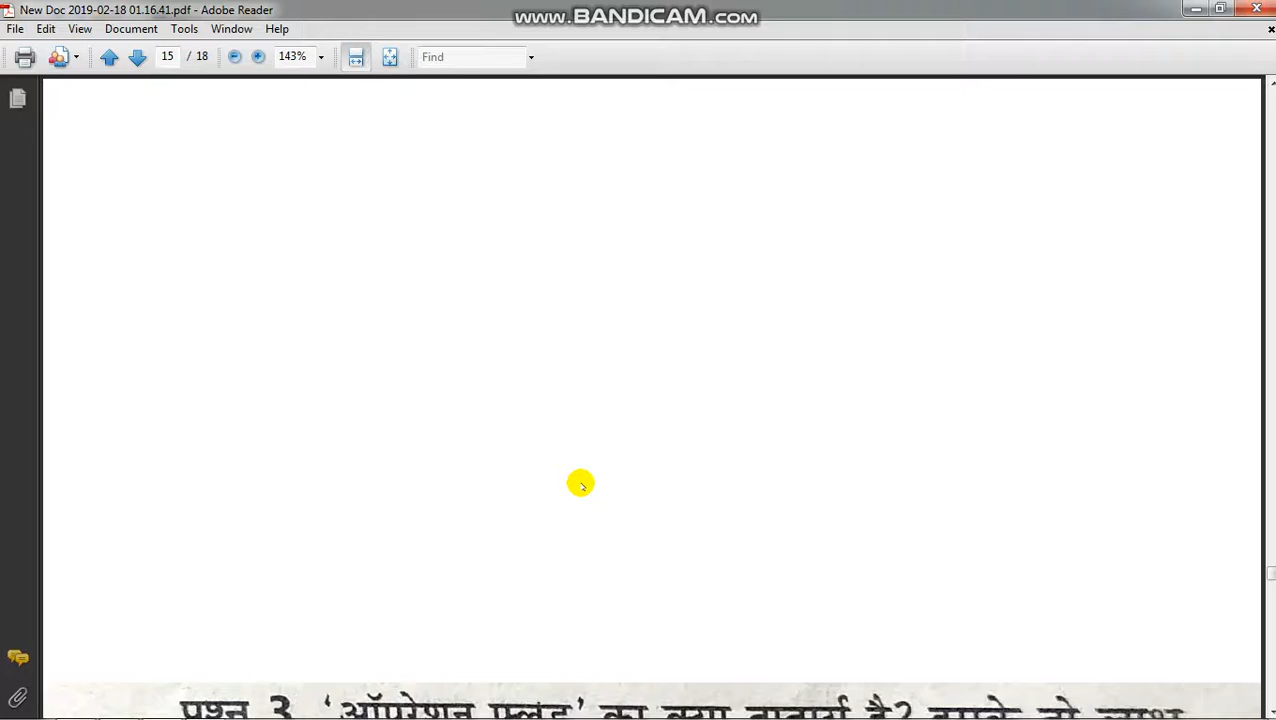 New Doc 2019-02-18 01.16.41.pdf - Adobe Reader
www.BANDICAM.com
File Edit View Document Tools Window Help
15 / 18 143% Find
प्रश्न 3. 'ऑपरेशन फ्लड' का क्या तात्पर्य है? इसके दो लाभ